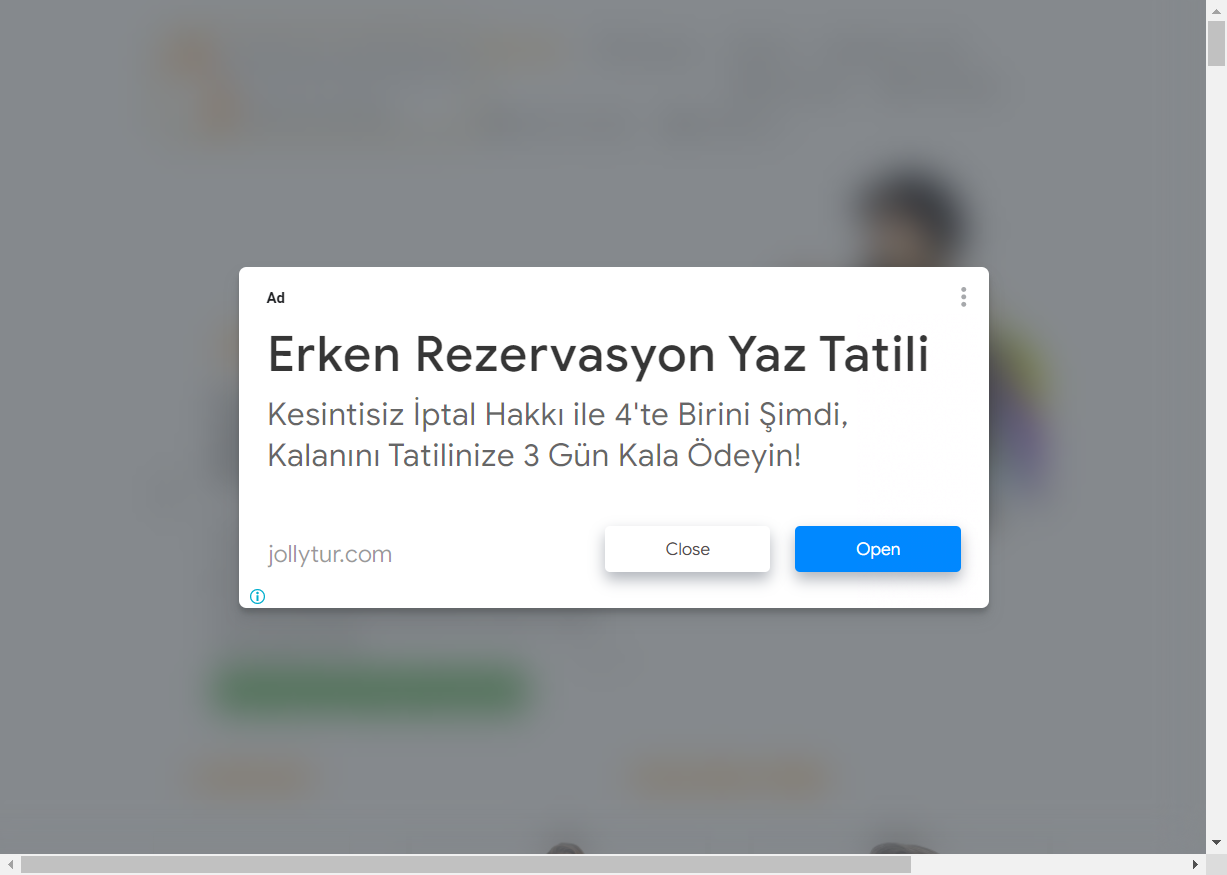 Ad
Erken Rezervasyon Yaz Tatili
Kesintisiz İptal Hakkı ile 4'te Birini Şimdi,
Kalanını Tatilinize 3 Gün Kala Ödeyin!
jollytur.com
Close
Open